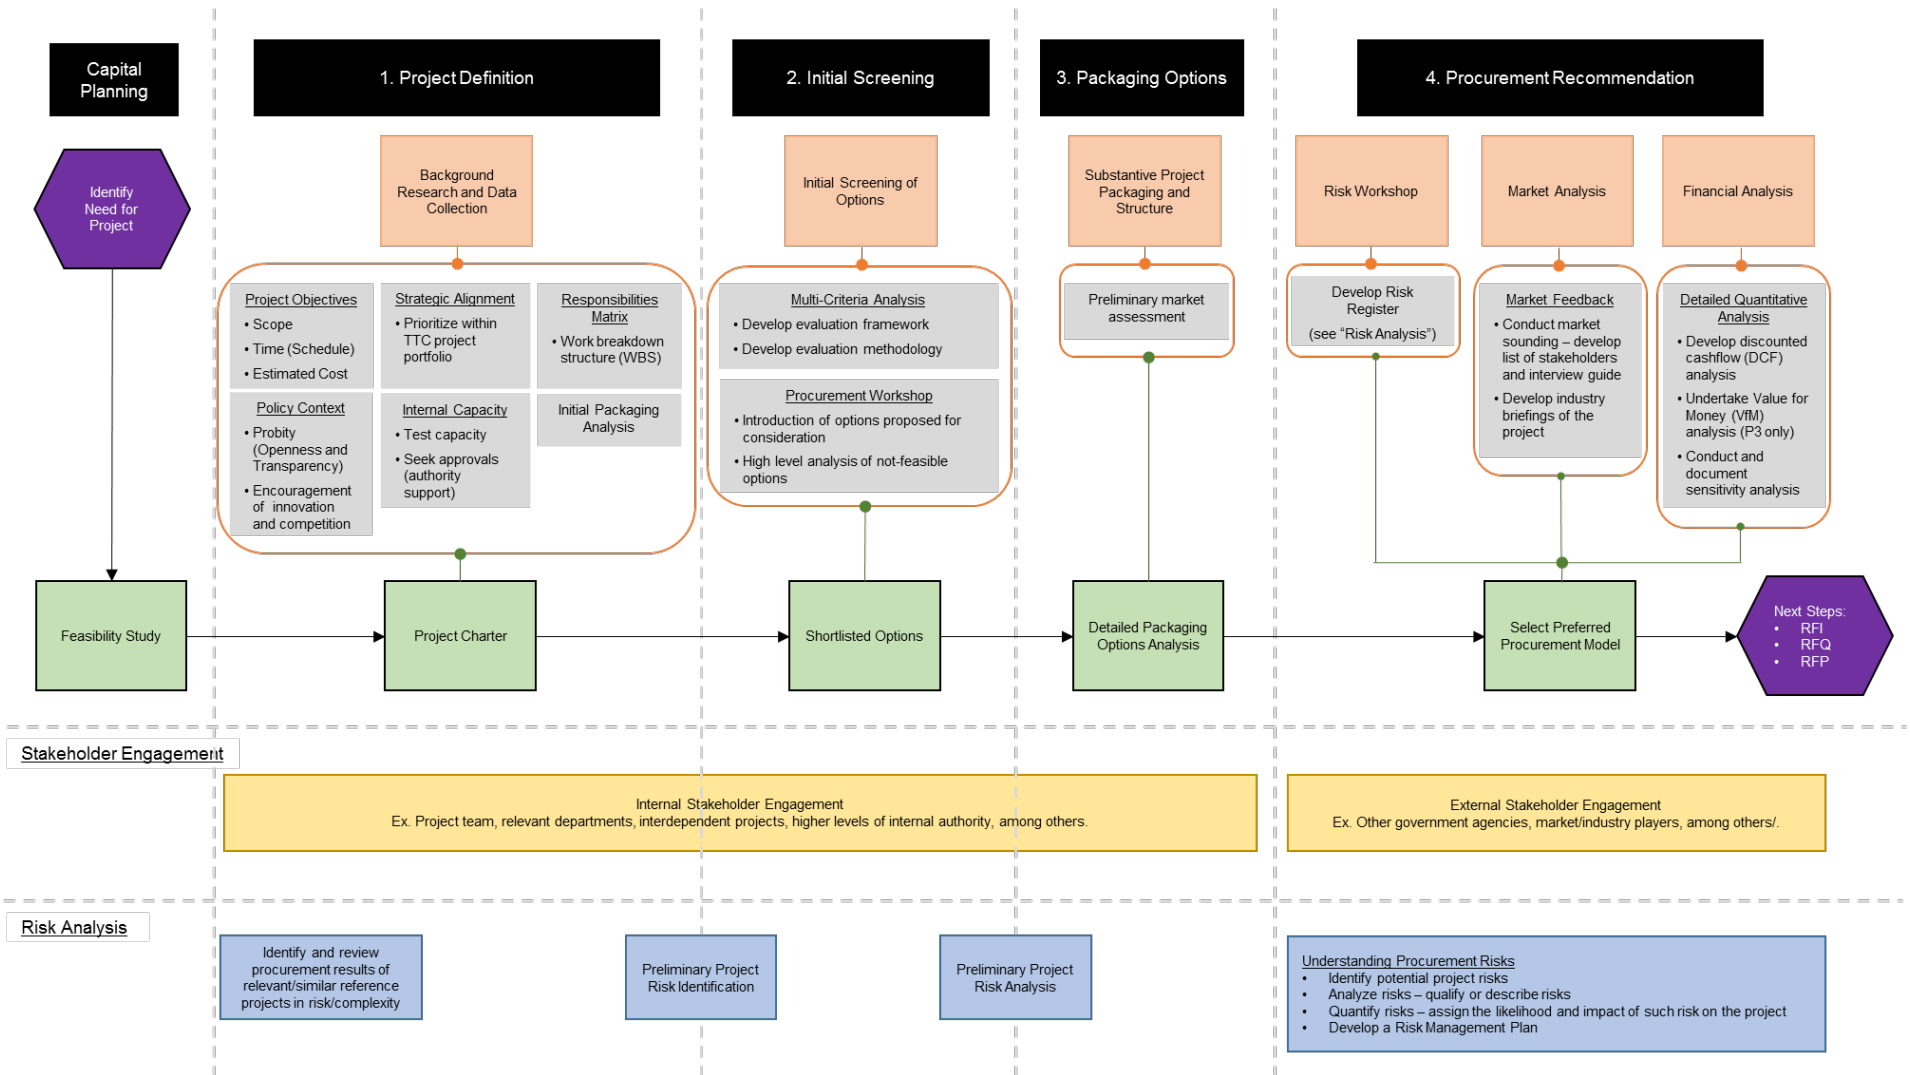 Capital
Planning
1. Project Definition
2. Initial Screening
3. Packaging Options
4. Procurement Recommendation
Identify
Need for
Project
Background
Research and Data
Collection
Initial Screening of
Options
Substantive Project
Packaging and
Structure
Risk Workshop
Market Analysis
Financial Analysis
Project Objectives
• Scope
• Time (Schedule)
• Estimated Cost
Strategic Alignment
• Prioritize within
TTC project
portfolio
Responsibilities
Matrix
• Work breakdown
structure (WBS)
Policy Context
• Probity
(Openness and
Transparency)
• Encouragement
of innovation
and competition
Internal Capacity
• Test capacity
• Seek approvals
(authority
support)
Initial Packaging
Analysis
Multi-Criteria Analysis
• Develop evaluation framework
• Develop evaluation methodology
Procurement Workshop
• Introduction of options proposed for
consideration
• High level analysis of not-feasible
options
Preliminary market
assessment
Develop Risk
Register
(see “Risk Analysis”)
Market Feedback
• Conduct market
sounding – develop
list of stakeholders
and interview guide
• Develop industry
briefings of the
project
Detailed Quantitative
Analysis
• Develop discounted
cashflow (DCF)
analysis
• Undertake Value for
Money (VfM)
analysis (P3 only)
• Conduct and
document
sensitivity analysis
Feasibility Study
Project Charter
Shortlisted Options
Detailed Packaging
Options Analysis
Select Preferred
Procurement Model
Next Steps:
• RFI
• RFQ
• RFP
Stakeholder Engagement
Internal Stakeholder Engagement
Ex. Project team, relevant departments, interdependent projects, higher levels of internal authority, among others.
External Stakeholder Engagement
Ex. Other government agencies, market/industry players, among others/.
Risk Analysis
Identify and review
procurement results of
relevant/similar reference
projects in risk/complexity
Preliminary Project
Risk Identification
Preliminary Project
Risk Analysis
Understanding Procurement Risks
• Identify potential project risks
• Analyze risks – qualify or describe risks
• Quantify risks – assign the likelihood and impact of such risk on the project
• Develop a Risk Management Plan